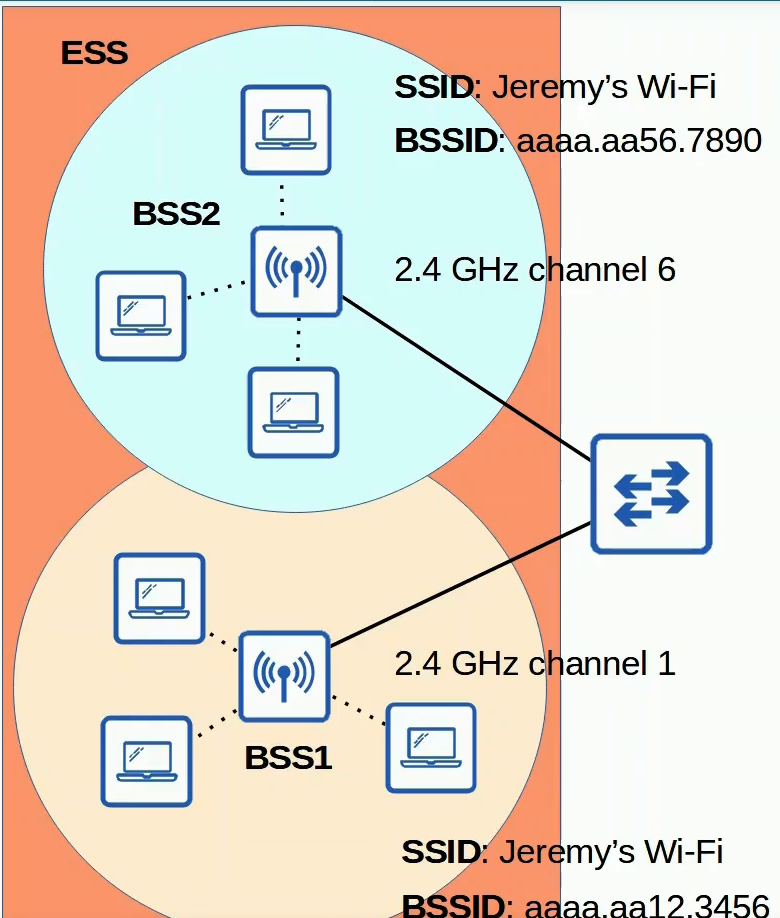 ESS
SSID: Jeremy’s Wi-Fi
BSSID: aaaa.aa56.7890
BSS2
2.4 GHz channel 6
2.4 GHz channel 1
BSS1
SSID: Jeremy’s Wi-Fi
BSSID: aaaa.aa12.3456